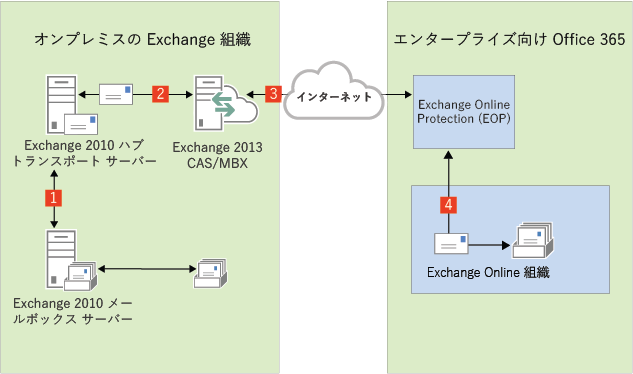 オンプレミスの Exchange 組織
エンタープライズ向け Office 365
2
3
インターネット
Exchange Online
Protection (EOP)
Exchange 2010 ハブ
トランスポート サーバー
Exchange 2013
CAS/MBX
1
4
Exchange Online 組織
Exchange 2010 メー
ルボックス サーバー